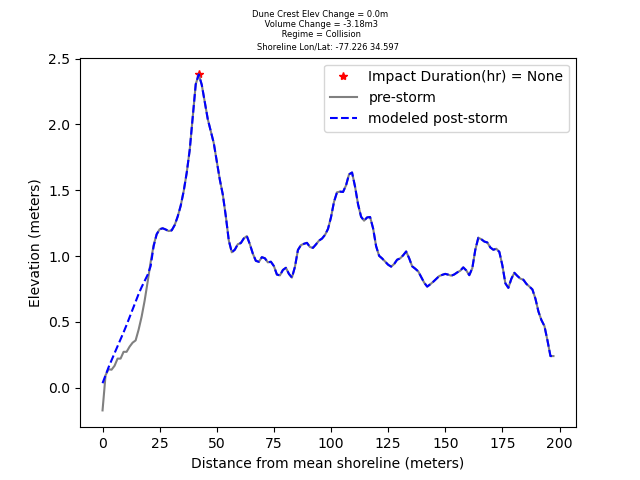 Dune Crest Elev Change = 0.0m
Volume Change = -3.18m3
Regime = Collision
Shoreline Lon/Lat: -77.226 34.597
Impact Duration(hr) = None
pre-storm
modeled post-storm
2.5
2.0
1.5
1.0
0.5
0.0
Elevation (meters)
0 25 50 75 100 125 150 175 200
Distance from mean shoreline (meters)